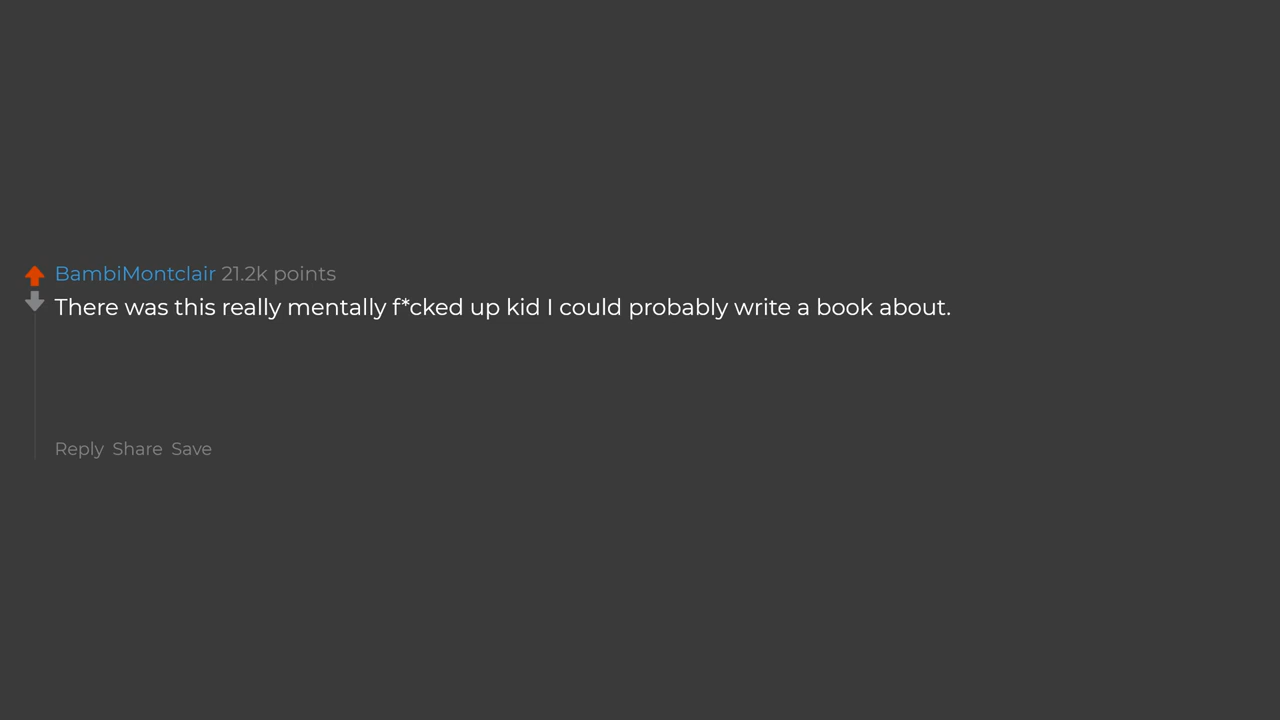 BambiMontclair 21.2k points
There was this really mentally f*cked up kid I could probably write a book about.
Reply Share Save